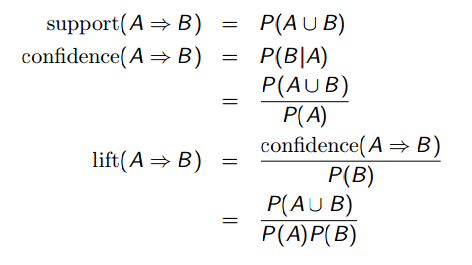 support(A ⇒ B) = P(A ∪ B)
confidence(A ⇒ B) = P(B|A)
= P(A ∪ B) / P(A)
lift(A ⇒ B) = confidence(A ⇒ B) / P(B)
= P(A ∪ B) / P(A)P(B)